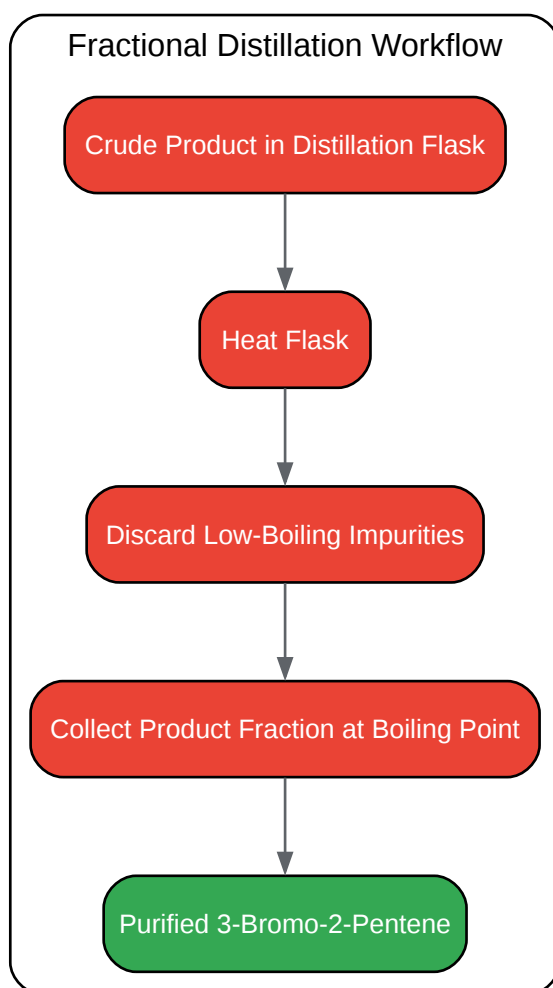 Fractional Distillation Workflow
Crude Product in Distillation Flask
Heat Flask
Discard Low-Boiling Impurities
Collect Product Fraction at Boiling Point
Purified 3-Bromo-2-Pentene